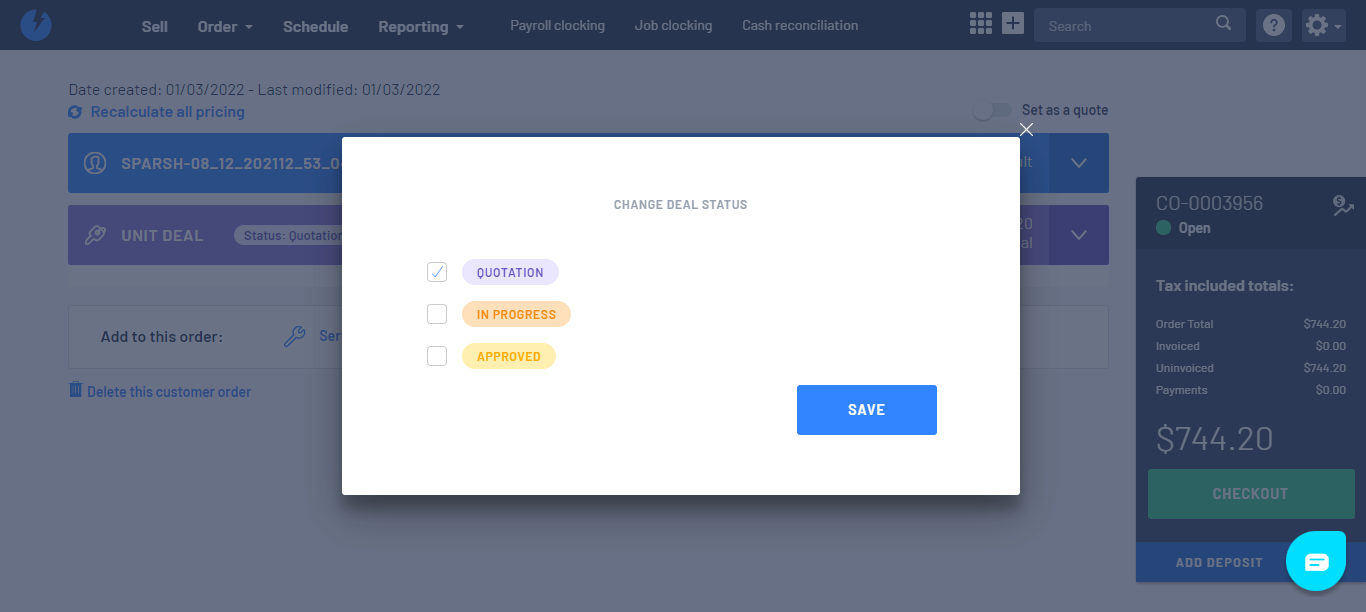 Sell Order Schedule Reporting Payroll clocking Job clocking Cash reconciliation Search
Date created: 01/03/2022 - Last modified: 01/03/2022
Recalculate all pricing
Set as a quote
SPARSH-08_12_202112_53_0
UNIT DEAL Status: Quotation
20
CHANGE DEAL STATUS
QUOTATION
IN PROGRESS
APPROVED
SAVE
Add to this order:
Delete this customer order
CO-0003956
Open
Tax included totals:
Order Total $744.20
Invoiced $0.00
Uninvoiced $744.20
Payments $0.00
$744.20
CHECKOUT
ADD DEPOSIT